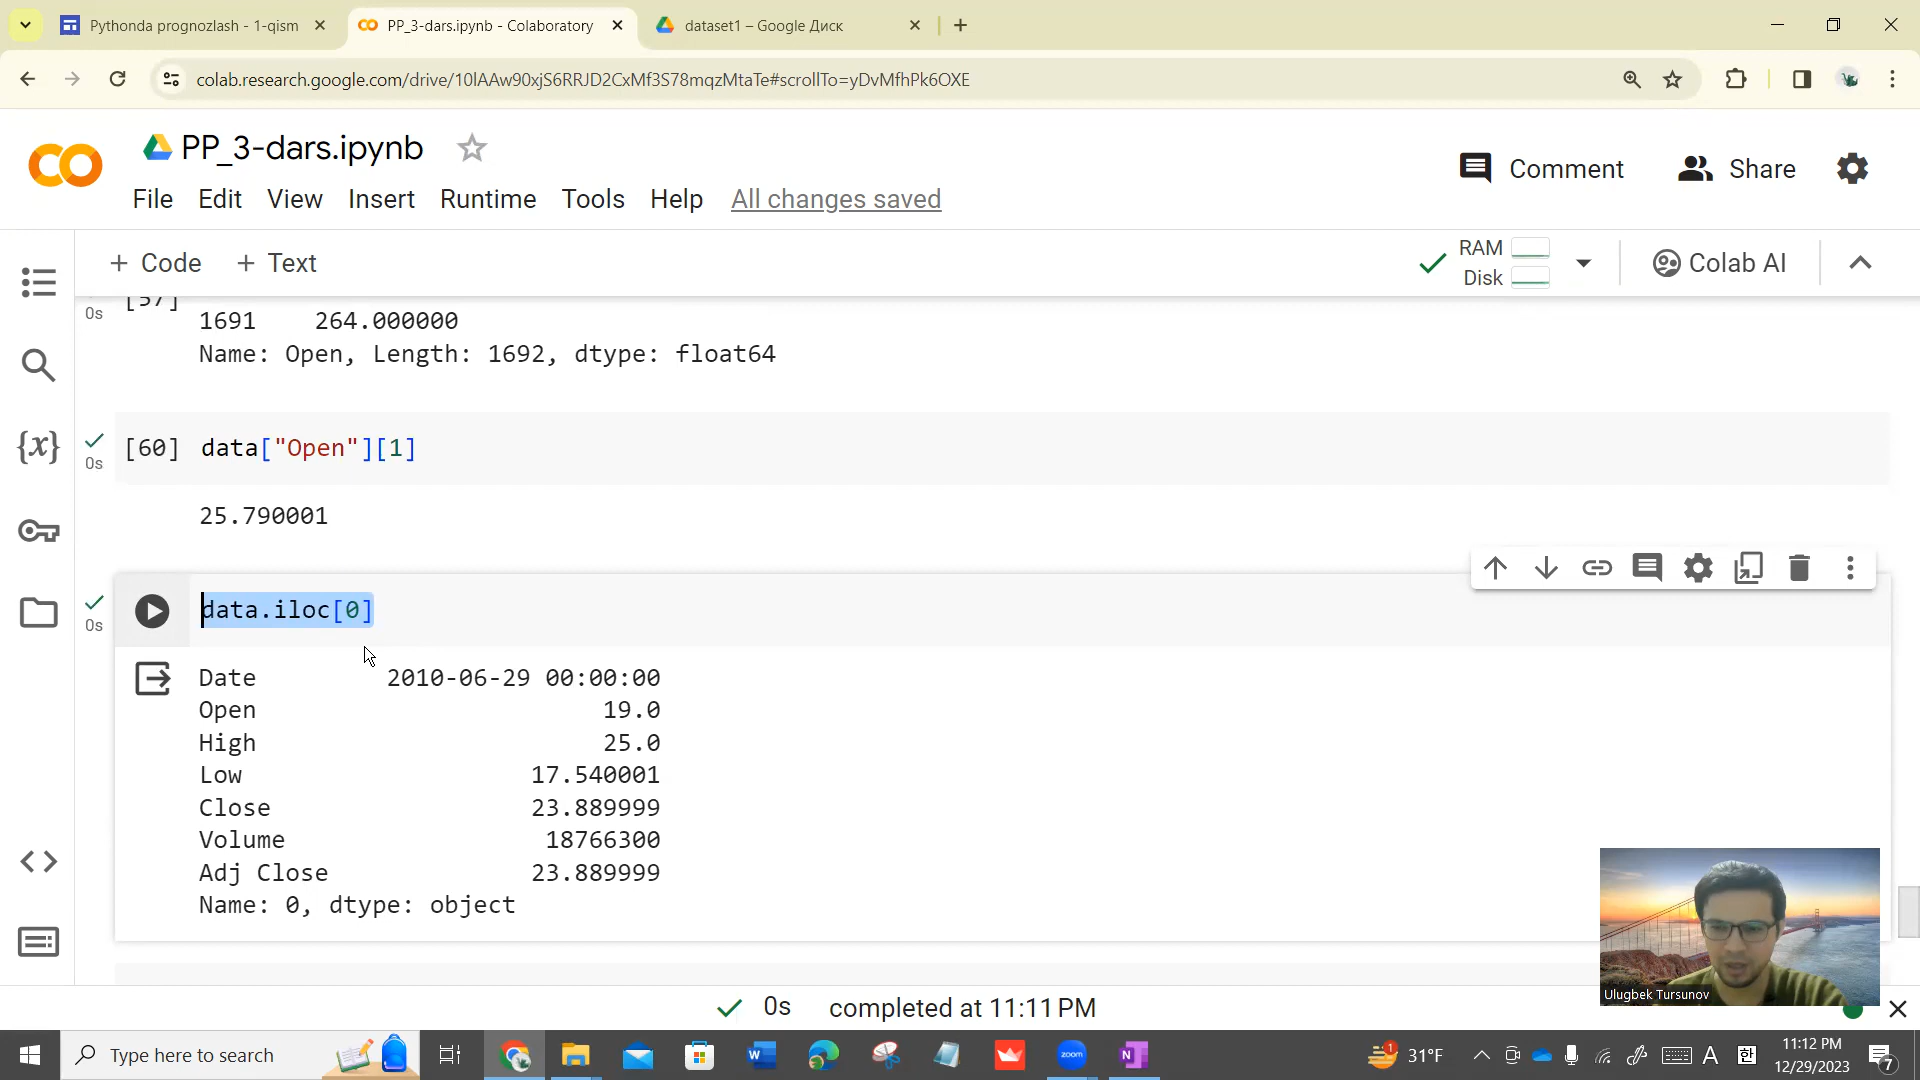 Pythonda prognozlash - 1-qism
PP_3-dars.ipynb - Colaboratory
dataset1 – Google Диск
colab.research.google.com/drive/10lAAw90xjS6RRJD2CxMf3S78mqzMtaTe#scrollTo=yDvMfhPk6OXE
PP_3-dars.ipynb
Comment
Share
File Edit View Insert Runtime Tools Help All changes saved
+ Code + Text
RAM
Disk
Colab AI
[57]
0s
1691 264.000000
Name: Open, Length: 1692, dtype: float64
[60] data["Open"][1]
0s
25.790001
data.iloc[0]
0s
Date 2010-06-29 00:00:00
Open 19.0
High 25.0
Low 17.540001
Close 23.889999
Volume 18766300
Adj Close 23.889999
Name: 0, dtype: object
Ulugbek Tursunov
0s completed at 11:11 PM
Type here to search
zoom
1
31°F
A
한
11:12 PM
12/29/2023
7